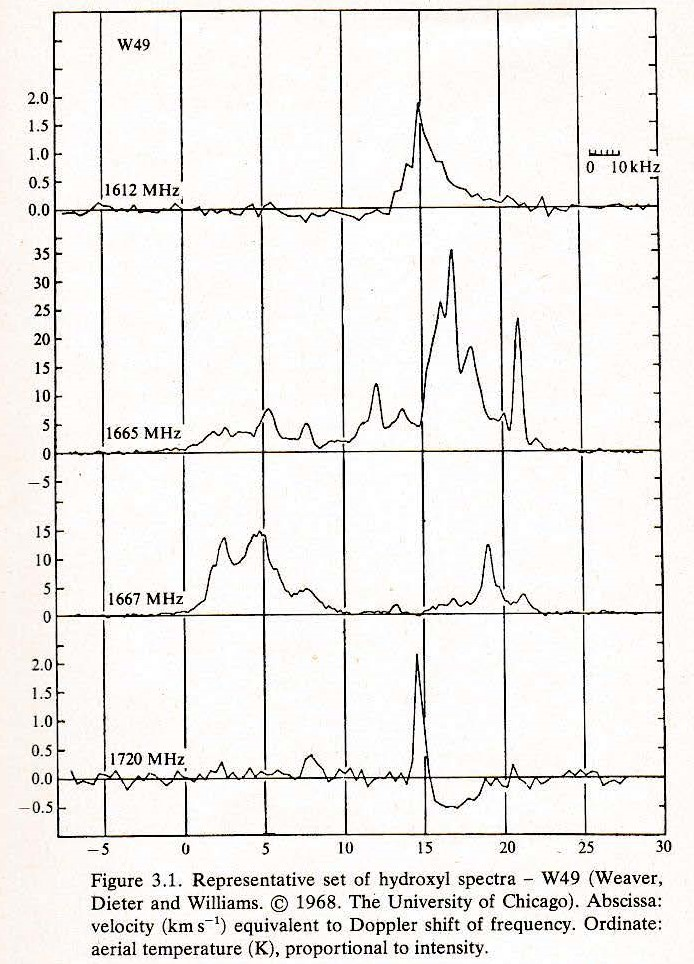 W49
2.0
1.5
1.0
0.5
0.0
1612 MHz
0 10 kHz
35
30
25
20
15
10
5
0
−5
1665 MHz
15
10
5
0
1667 MHz
2.0
1.5
1.0
0.5
0.0
−0.5
1720 MHz
−5 0 5 10 15 20 25 30
Figure 3.1. Representative set of hydroxyl spectra – W49 (Weaver,
Dieter and Williams. © 1968. The University of Chicago). Abscissa:
velocity (km s⁻¹) equivalent to Doppler shift of frequency. Ordinate:
aerial temperature (K), proportional to intensity.